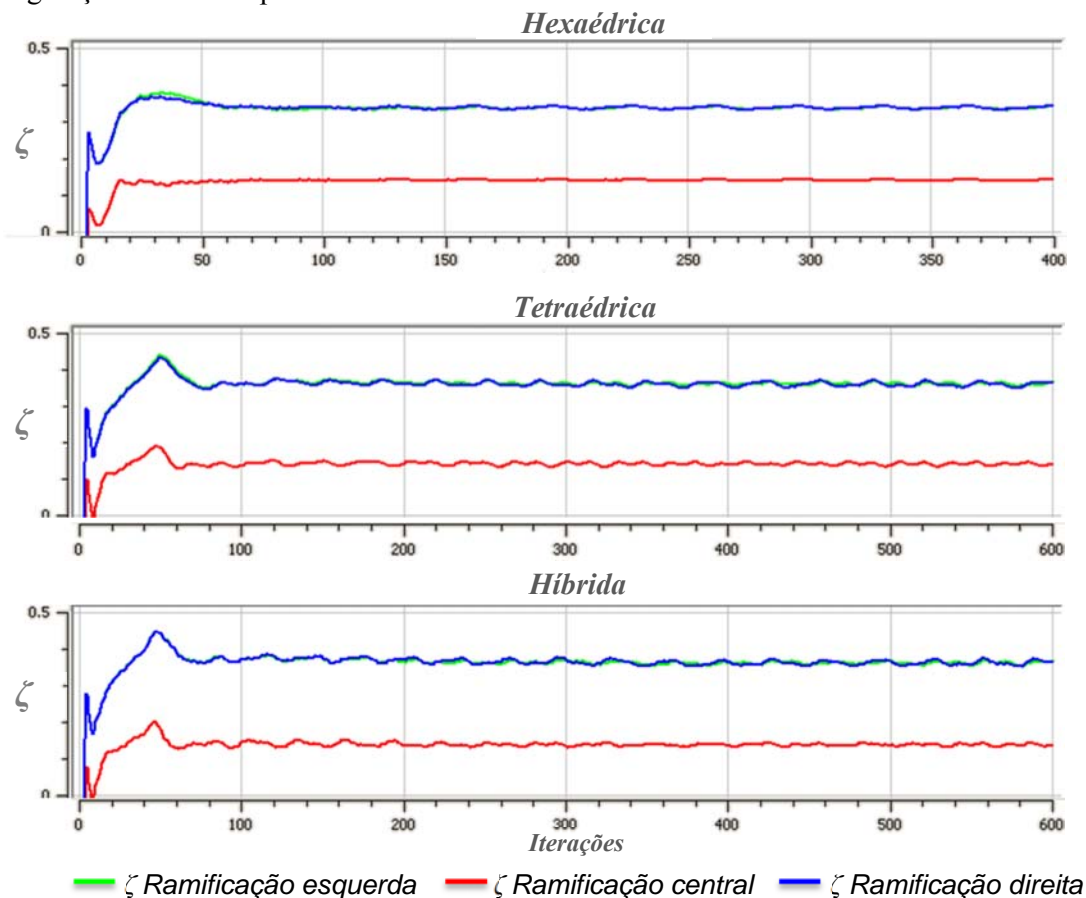 Hexaédrica
0.5
ζ
0
0 50 100 150 200 250 300 350 400
Tetraédrica
0.5
ζ
0
0 100 200 300 400 500 600
Híbrida
0.5
ζ
0
0 100 200 300 400 500 600
Iterações
ζ Ramificação esquerda ζ Ramificação central ζ Ramificação direita